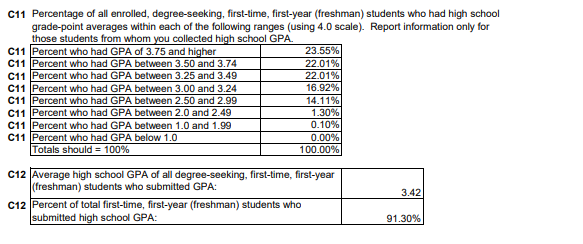 C11 Percentage of all enrolled, degree-seeking, first-time, first-year (freshman) students who had high school
grade-point averages within each of the following ranges (using 4.0 scale). Report information only for
those students from whom you collected high school GPA.
C11 Percent who had GPA of 3.75 and higher 23.55%
C11 Percent who had GPA between 3.50 and 3.74 22.01%
C11 Percent who had GPA between 3.25 and 3.49 22.01%
C11 Percent who had GPA between 3.00 and 3.24 16.92%
C11 Percent who had GPA between 2.50 and 2.99 14.11%
C11 Percent who had GPA between 2.0 and 2.49 1.30%
C11 Percent who had GPA between 1.0 and 1.99 0.10%
C11 Percent who had GPA below 1.0 0.00%
Totals should = 100% 100.00%
C12 Average high school GPA of all degree-seeking, first-time, first-year
(freshman) students who submitted GPA: 3.42
C12 Percent of total first-time, first-year (freshman) students who
submitted high school GPA: 91.30%